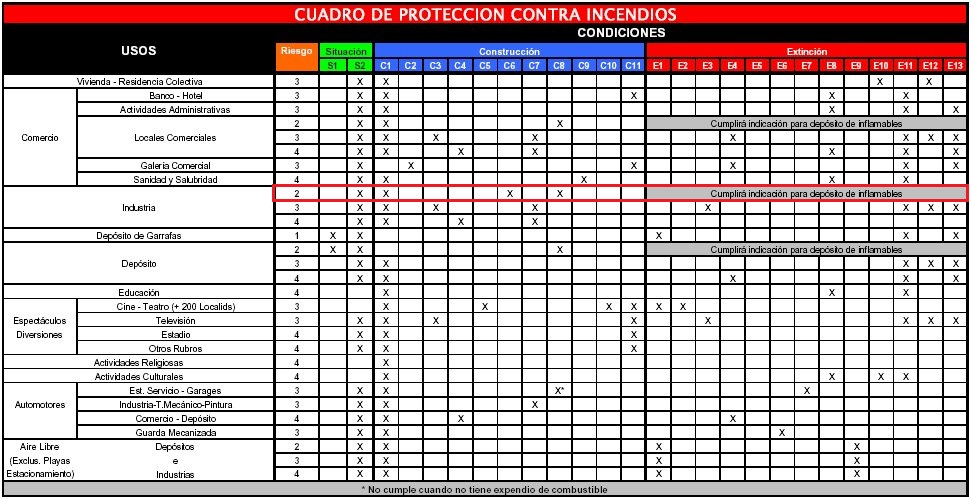 CUADRO DE PROTECCION CONTRA INCENDIOS
CONDICIONES
USOS Riesgo Situación Construcción Extinción
S1 S2 C1 C2 C3 C4 C5 C6 C7 C8 C9 C10 C11 E1 E2 E3 E4 E5 E6 E7 E8 E9 E10 E11 E12 E13
Vivienda - Residencia Colectiva 3 X X X X
Comercio
Banco - Hotel 3 X X X X X
Actividades Administrativas 3 X X X X X
Locales Comerciales
2 X X X Cumplirá indicación para depósito de inflamables
3 X X X X X X X X
4 X X X X X X X
Galería Comercial 3 X X X X X X
Sanidad y Salubridad 4 X X X X X
Industria
2 X X X X Cumplirá indicación para depósito de inflamables
3 X X X X X X X X
4 X X X X
Depósito de Garrafas 1 X X X X X X
Depósito
2 X X X X Cumplirá indicación para depósito de inflamables
3 X X X X X
4 X X X X X
Educación 4 X X X
Espectáculos Diversiones
Cine - Teatro (+ 200 Localids) 3 X X X X X X
Televisión 3 X X X X X X X X
Estadio 4 X X X
Otros Rubros 4 X X X
Actividades Religiosas 4 X
Actividades Culturales 4 X X X X
Automotores
Est. Servicio - Garages 3 X X X* X
Industria-T.Mecánico-Pintura 3 X X X
Comercio - Depósito 4 X X X X
Guarda Mecanizada 3 X X X
Aire Libre Depósitos 2 X X X X
(Exclus. Playas e 3 X X X X
Estacionamiento) Industrias 4 X X X X
* No cumple cuando no tiene expendio de combustible